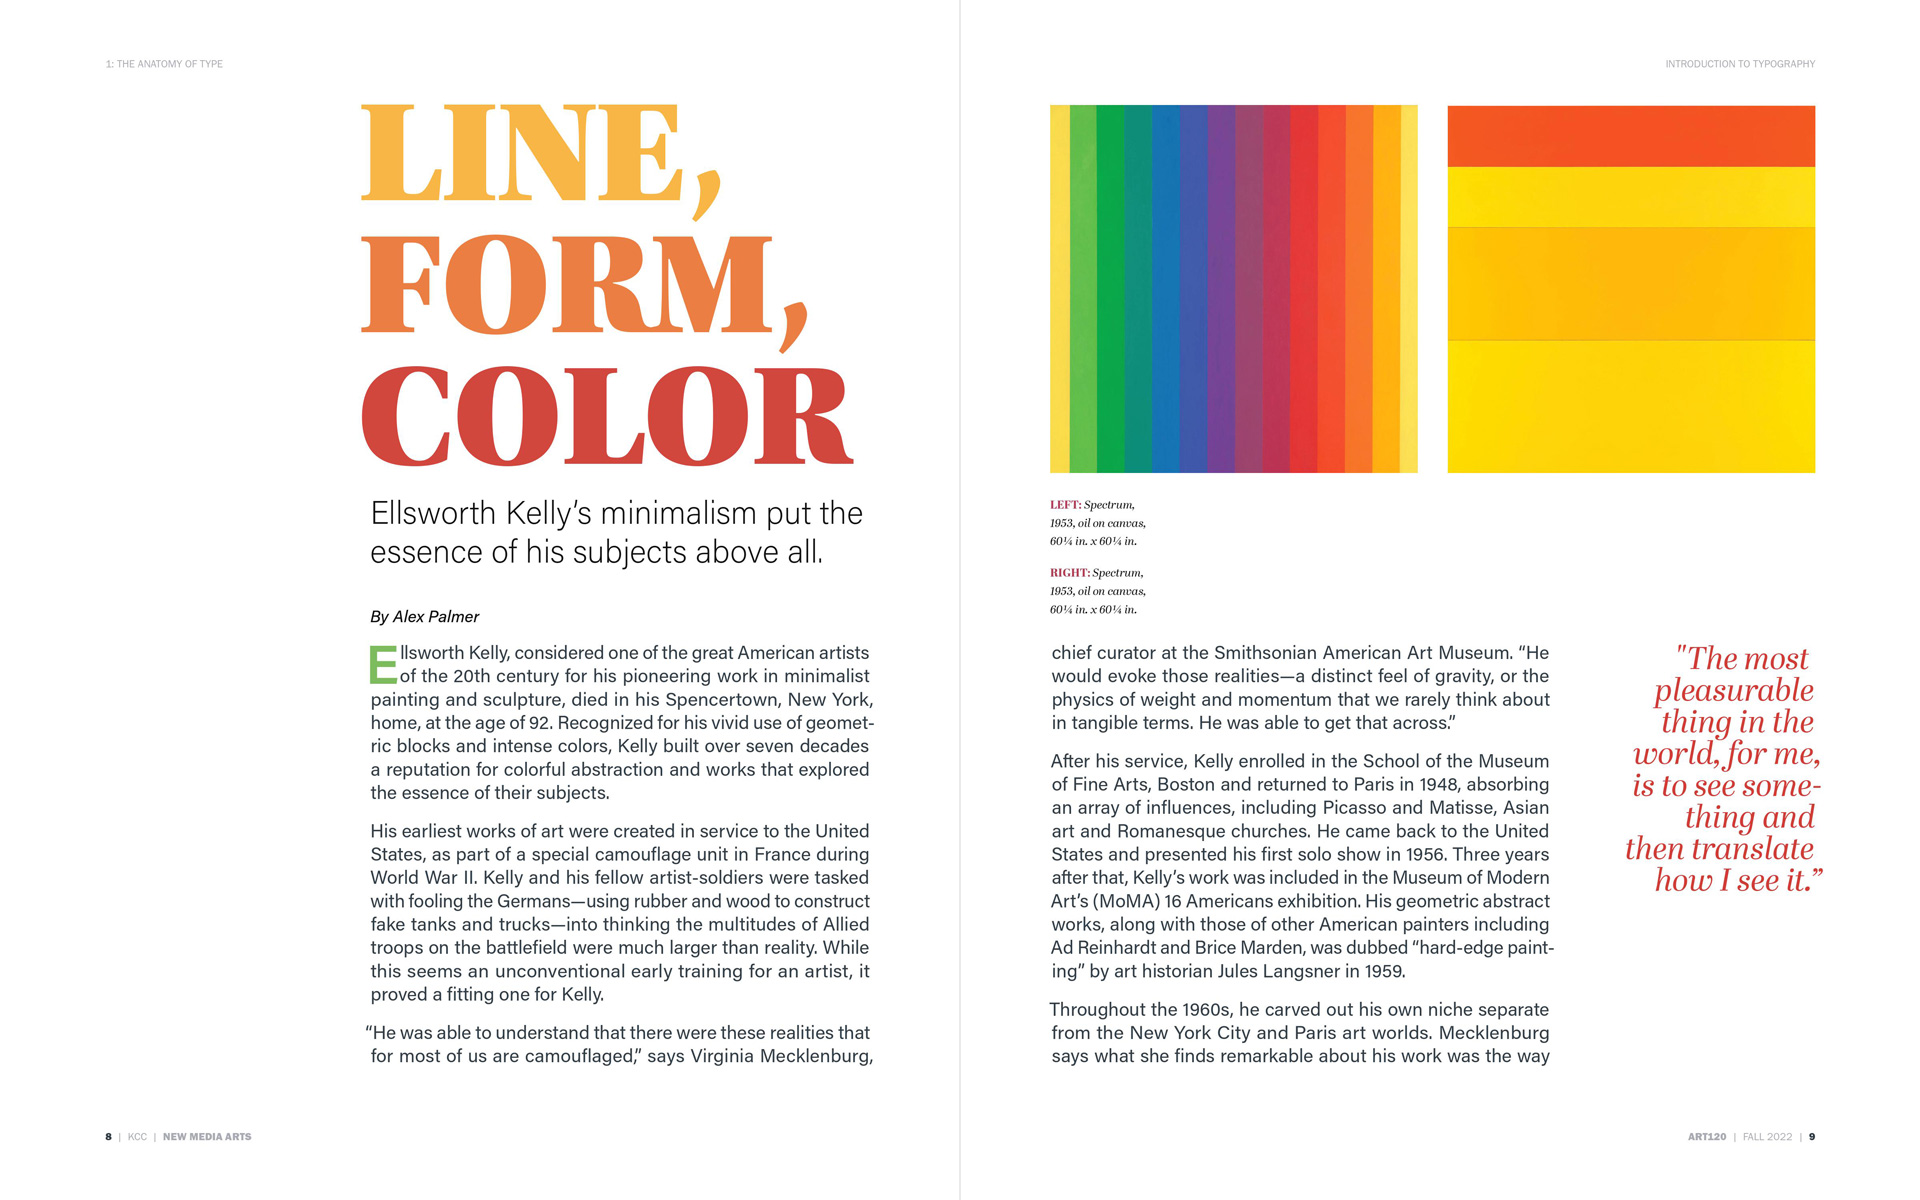 1: THE ANATOMY OF TYPE
LINE,
FORM,
COLOR
Ellsworth Kelly’s minimalism put the
essence of his subjects above all.
By Alex Palmer
Ellsworth Kelly, considered one of the great American artists
of the 20th century for his pioneering work in minimalist
painting and sculpture, died in his Spencertown, New York,
home, at the age of 92. Recognized for his vivid use of geomet-
ric blocks and intense colors, Kelly built over seven decades
a reputation for colorful abstraction and works that explored
the essence of their subjects.
His earliest works of art were created in service to the United
States, as part of a special camouflage unit in France during
World War II. Kelly and his fellow artist-soldiers were tasked
with fooling the Germans—using rubber and wood to construct
fake tanks and trucks—into thinking the multitudes of Allied
troops on the battlefield were much larger than reality. While
this seems an unconventional early training for an artist, it
proved a fitting one for Kelly.
“He was able to understand that there were these realities that
for most of us are camouflaged,” says Virginia Mecklenburg,
8 | KCC | NEW MEDIA ARTS
INTRODUCTION TO TYPOGRAPHY
LEFT: Spectrum,
1953, oil on canvas,
60¼ in. x 60¼ in.
RIGHT: Spectrum,
1953, oil on canvas,
60¼ in. x 60¼ in.
chief curator at the Smithsonian American Art Museum. “He
would evoke those realities—a distinct feel of gravity, or the
physics of weight and momentum that we rarely think about
in tangible terms. He was able to get that across.”
After his service, Kelly enrolled in the School of the Museum
of Fine Arts, Boston and returned to Paris in 1948, absorbing
an array of influences, including Picasso and Matisse, Asian
art and Romanesque churches. He came back to the United
States and presented his first solo show in 1956. Three years
after that, Kelly’s work was included in the Museum of Modern
Art’s (MoMA) 16 Americans exhibition. His geometric abstract
works, along with those of other American painters including
Ad Reinhardt and Brice Marden, was dubbed “hard-edge paint-
ing” by art historian Jules Langsner in 1959.
Throughout the 1960s, he carved out his own niche separate
from the New York City and Paris art worlds. Mecklenburg
says what she finds remarkable about his work was the way
"The most
pleasurable
thing in the
world, for me,
is to see some-
thing and
then translate
how I see it.”
ART120 | FALL 2022 | 9